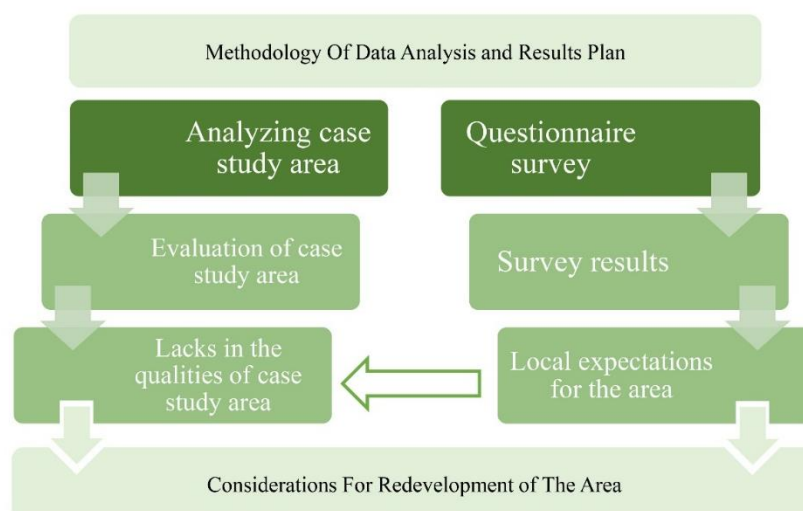 Methodology Of Data Analysis and Results Plan
Analyzing case
study area
Questionnaire
survey
Evaluation of case
study area
Survey results
Lacks in the
qualities of case
study area
Local expectations
for the area
Considerations For Redevelopment of The Area